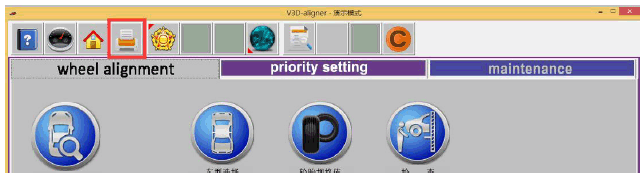 V3D-aligner - 演示模式
?
C
wheel alignment
priority setting
maintenance